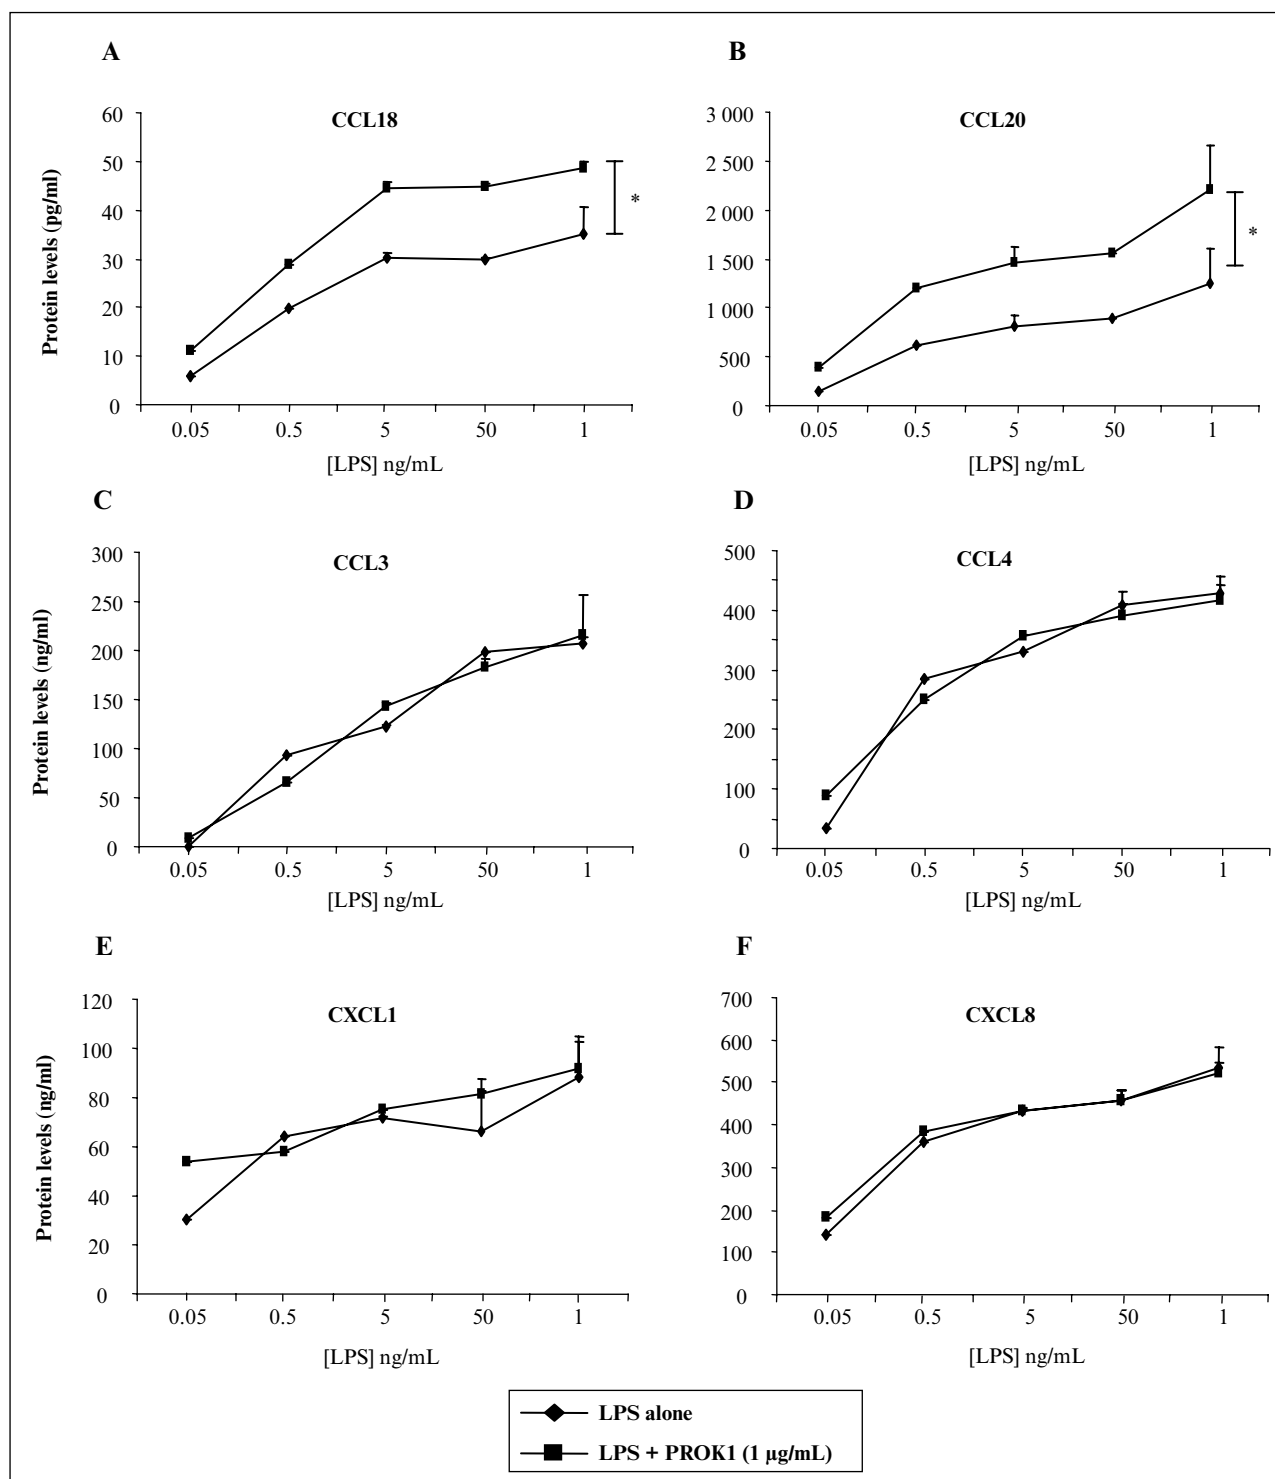 A
CCL18
Protein levels (pg/ml)
60
50
40
30
20
10
0
*
0.05 0.5 5 50 1
[LPS] ng/mL
B
CCL20
3 000
2 500
2 000
1 500
1 000
500
0
*
0.05 0.5 5 50 1
[LPS] ng/mL
C
CCL3
Protein levels (ng/ml)
300
250
200
150
100
50
0
0.05 0.5 5 50 1
[LPS] ng/mL
D
CCL4
500
400
300
200
100
0
0.05 0.5 5 50 1
[LPS] ng/mL
E
CXCL1
Protein levels (ng/ml)
120
100
80
60
40
20
0
0.05 0.5 5 50 1
[LPS] ng/mL
F
CXCL8
700
600
500
400
300
200
100
0
0.05 0.5 5 50 1
[LPS] ng/mL
LPS alone
LPS + PROK1 (1 µg/mL)